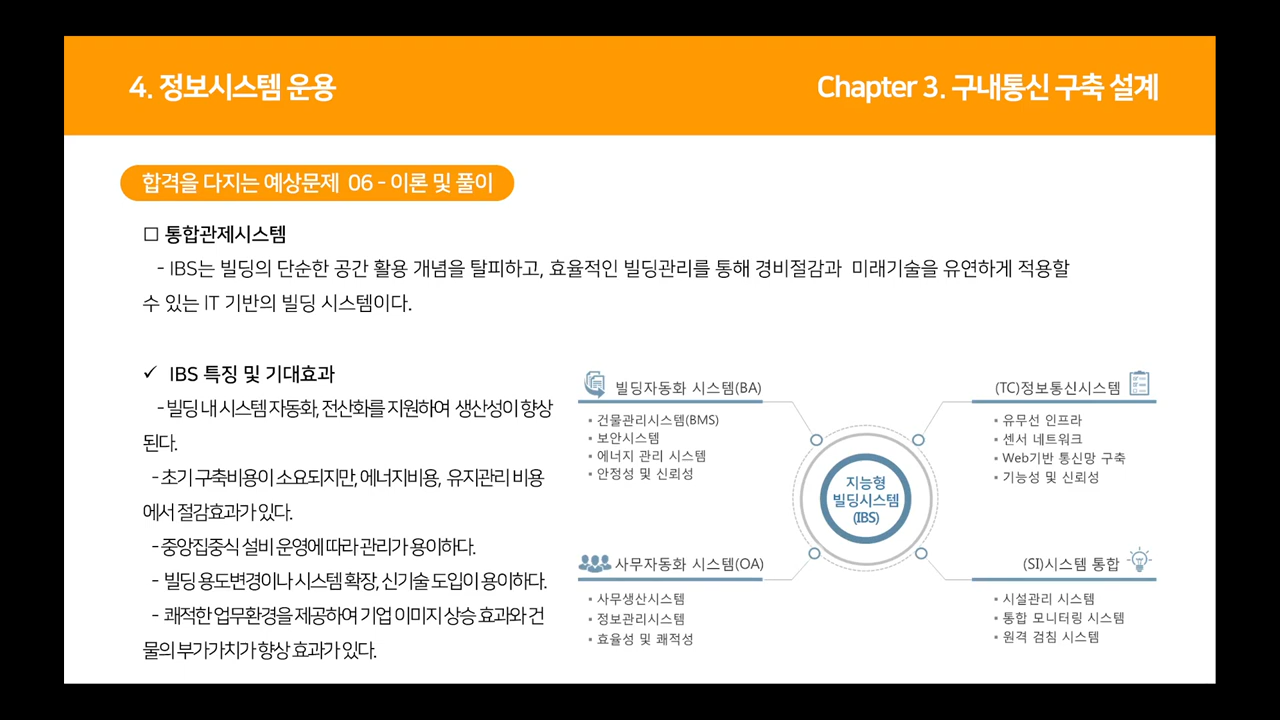 4. 정보시스템 운용
Chapter 3. 구내통신 구축 설계
합격을 다지는 예상문제 06 - 이론 및 풀이
□ 통합관제시스템
- IBS는 빌딩의 단순한 공간 활용 개념을 탈피하고, 효율적인 빌딩관리를 통해 경비절감과 미래기술을 유연하게 적용할
수 있는 IT 기반의 빌딩 시스템이다.
✓ IBS 특징 및 기대효과
- 빌딩 내 시스템 자동화, 전산화를 지원하여 생산성이 향상
된다.
- 초기 구축비용이 소요되지만, 에너지비용, 유지관리 비용
에서 절감효과가 있다.
- 중앙집중식 설비 운영에 따라 관리가 용이하다.
- 빌딩 용도변경이나 시스템 확장, 신기술 도입이 용이하다.
- 쾌적한 업무환경을 제공하여 기업 이미지 상승 효과와 건
물의 부가가치가 향상 효과가 있다.
빌딩자동화 시스템(BA)
• 건물관리시스템(BMS)
• 보안시스템
• 에너지 관리 시스템
• 안정성 및 신뢰성
(TC)정보통신시스템
• 유무선 인프라
• 센서 네트워크
• Web기반 통신망 구축
• 기능성 및 신뢰성
지능형
빌딩시스템
(IBS)
사무자동화 시스템(OA)
• 사무생산시스템
• 정보관리시스템
• 효율성 및 쾌적성
(SI)시스템 통합
• 시설관리 시스템
• 통합 모니터링 시스템
• 원격 검침 시스템